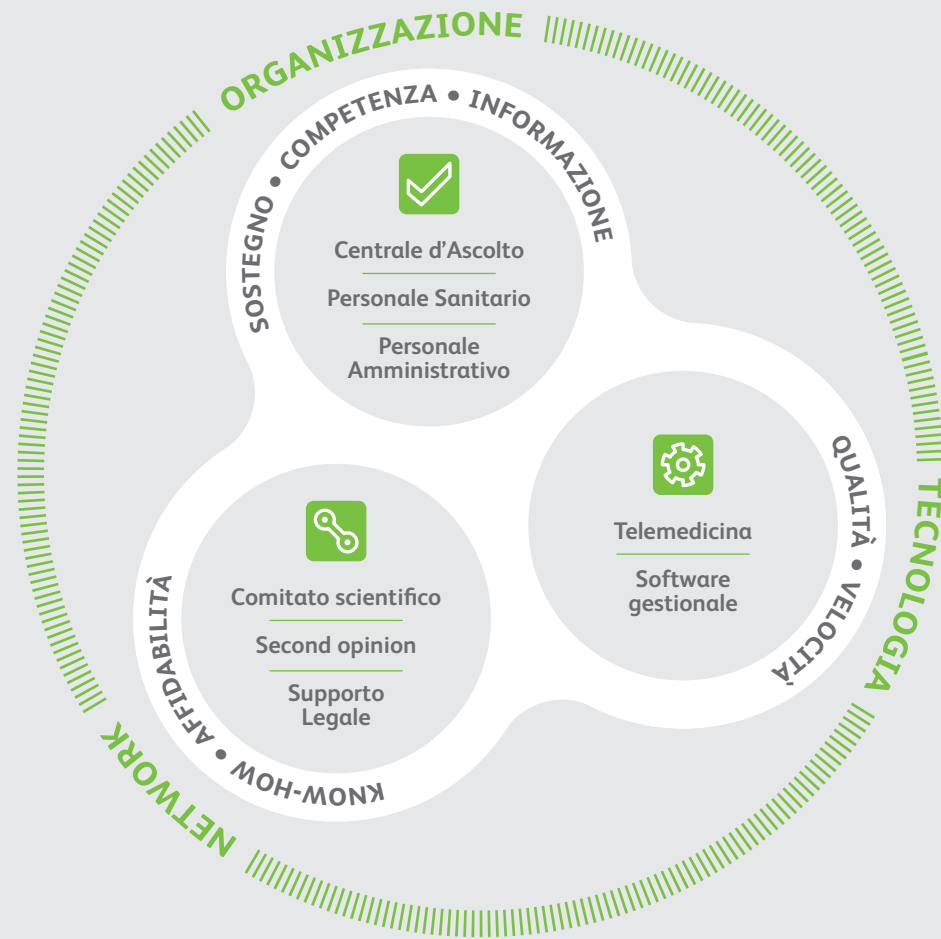 ORGANIZZAZIONE
SOSTEGNO • COMPETENZA • INFORMAZIONE
Centrale d’Ascolto
Personale Sanitario
Personale
Amministrativo
TECNOLOGIA
QUALITÀ • VELOCITÀ
Telemedicina
Software
gestionale
NETWORK
KNOW-HOW • AFFIDABILITÀ
Comitato scientifico
Second opinion
Supporto
Legale